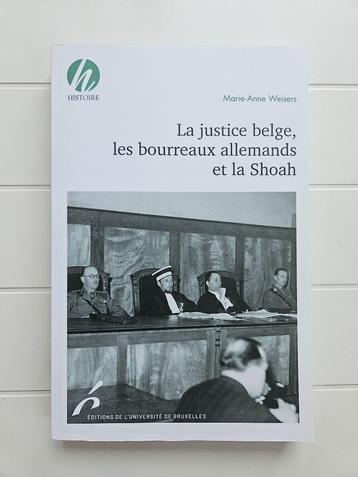 HISTOIRE
Marie-Anne Weisers
La justice belge,
les bourreaux allemands
et la Shoah
ÉDITIONS DE L'UNIVERSITÉ DE BRUXELLES